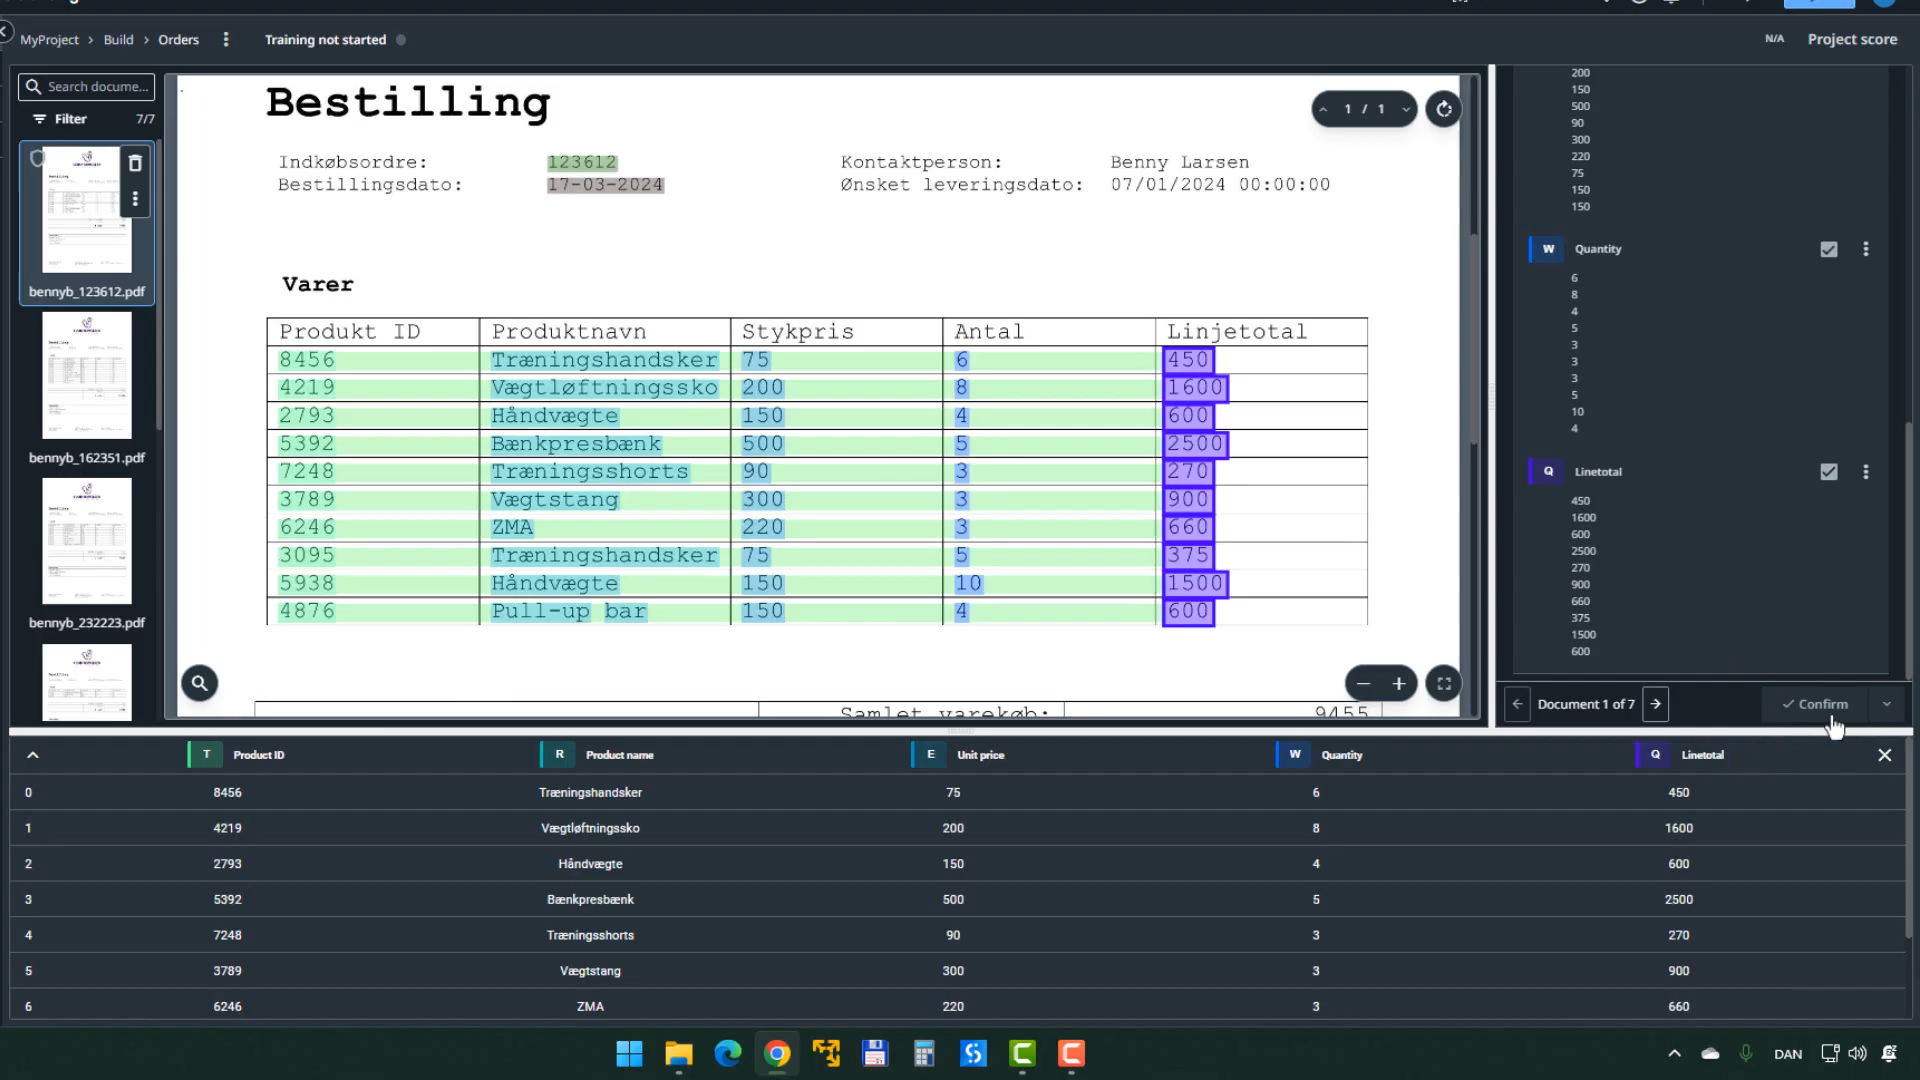 MyProject > Build > Orders
Training not started
N/A Project score
Search docume...
Filter 7/7
bennyb_123612.pdf
bennyb_162351.pdf
bennyb_232223.pdf
Bestilling
1 / 1
Indkøbsordre: 123612 Kontaktperson: Benny Larsen
Bestillingsdato: 17-03-2024 Ønsket leveringsdato: 07/01/2024 00:00:00
Varer
Produkt ID Produktnavn Stykpris Antal Linjetotal
8456 Træningshandsker 75 6 450
4219 Vægtløftningssko 200 8 1600
2793 Håndvægte 150 4 600
5392 Bænkpresbænk 500 5 2500
7248 Træningsshorts 90 3 270
3789 Vægtstang 300 3 900
6246 ZMA 220 3 660
3095 Træningshandsker 75 5 375
5938 Håndvægte 150 10 1500
4876 Pull-up bar 150 4 600
Samlet varekøb: 9455
200
150
500
90
300
220
75
150
150
W Quantity
6
8
4
5
3
3
3
5
10
4
Q Linetotal
450
1600
600
2500
270
900
660
375
1500
600
Document 1 of 7
Confirm
T Product ID R Product name E Unit price W Quantity Q Linetotal
0 8456 Træningshandsker 75 6 450
1 4219 Vægtløftningssko 200 8 1600
2 2793 Håndvægte 150 4 600
3 5392 Bænkpresbænk 500 5 2500
4 7248 Træningsshorts 90 3 270
5 3789 Vægtstang 300 3 900
6 6246 ZMA 220 3 660
DAN